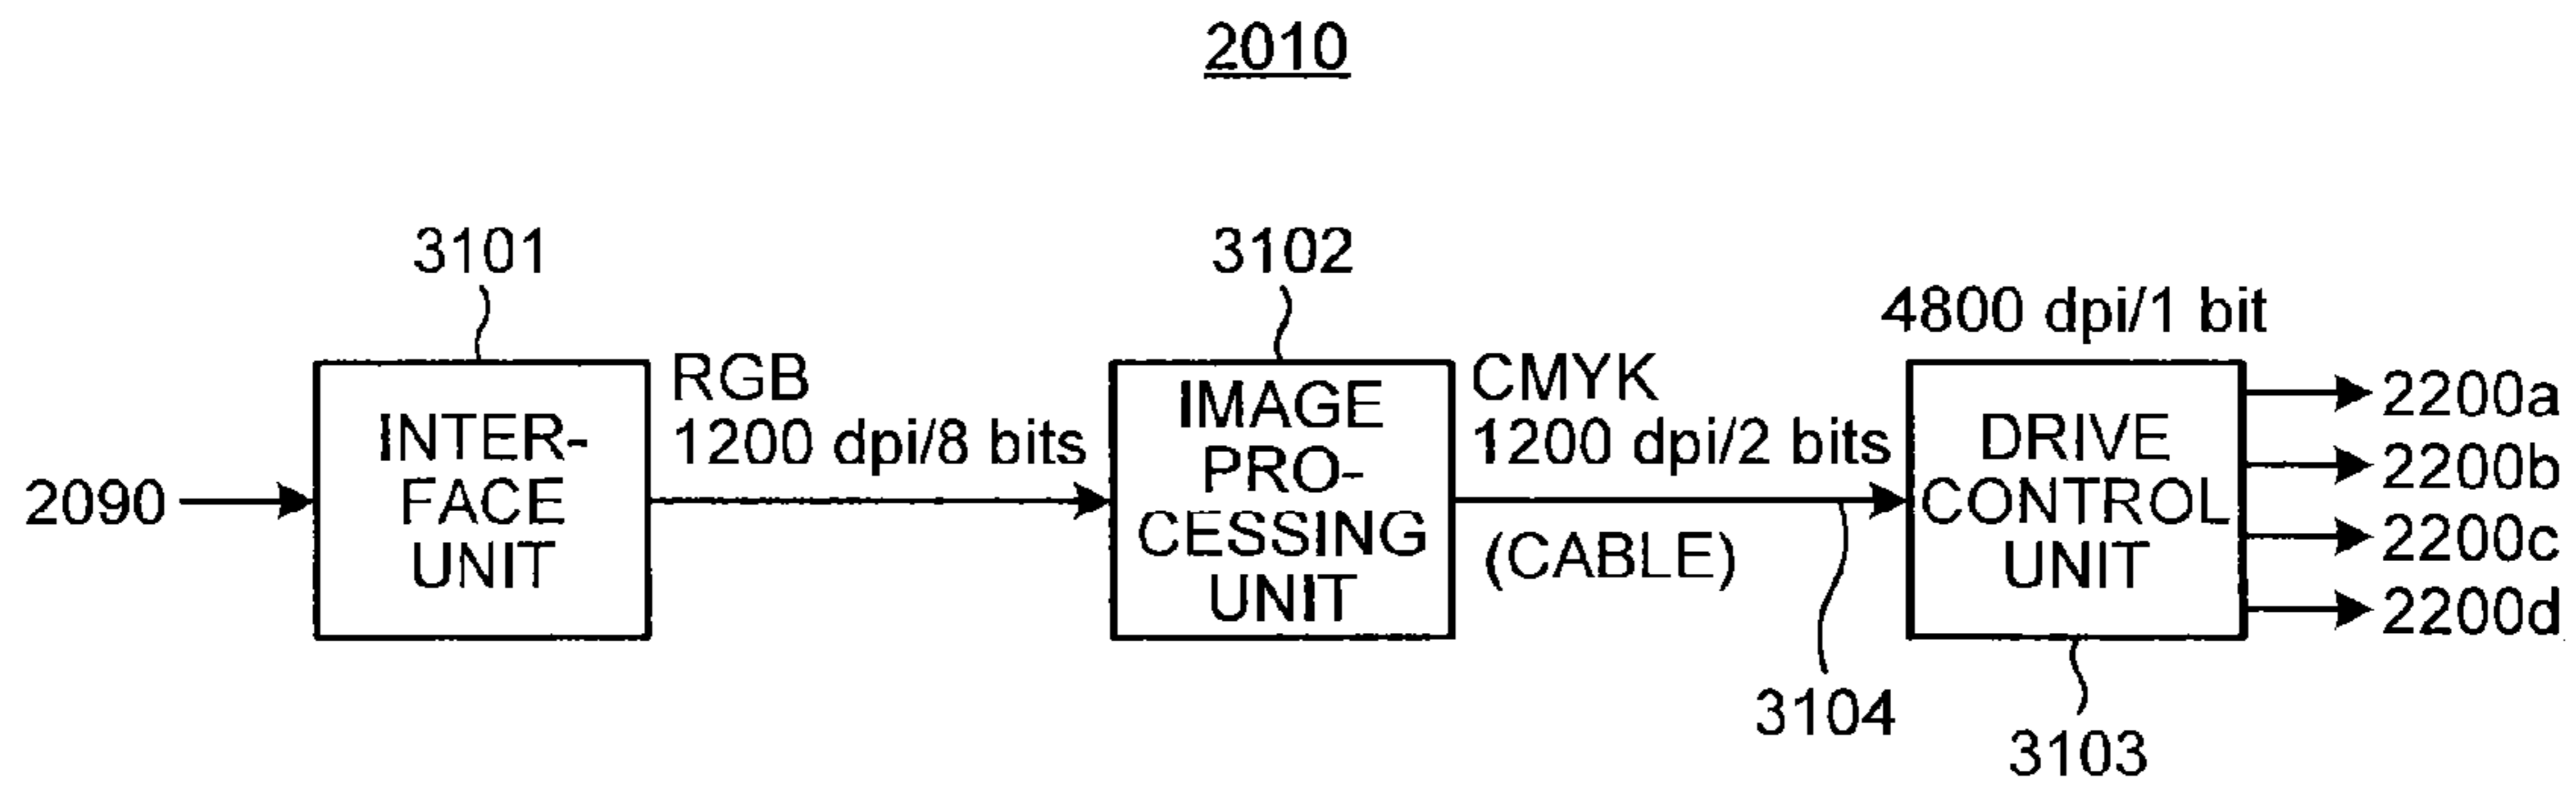 2010
3101
3102
4800 dpi/1 bit
RGB
1200 dpi/8 bits
CMYK
1200 dpi/2 bits
(CABLE)
2090
INTER-
FACE
UNIT
IMAGE
PRO-
CESSING
UNIT
DRIVE
CONTROL
UNIT
2200a
2200b
2200c
2200d
3104
3103